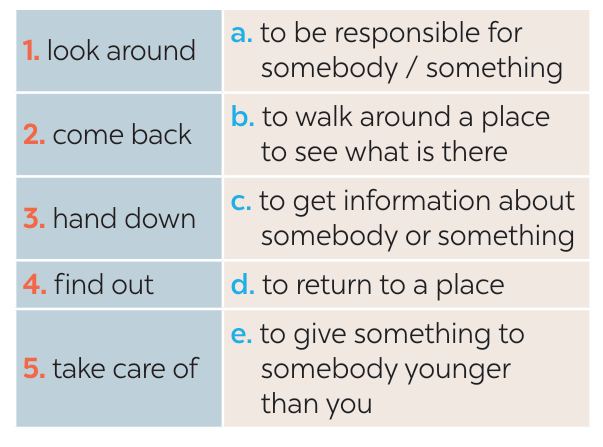 1. look around
a. to be responsible for
somebody / something
2. come back
b. to walk around a place
to see what is there
3. hand down
c. to get information about
somebody or something
4. find out
d. to return to a place
5. take care of
e. to give something to
somebody younger
than you